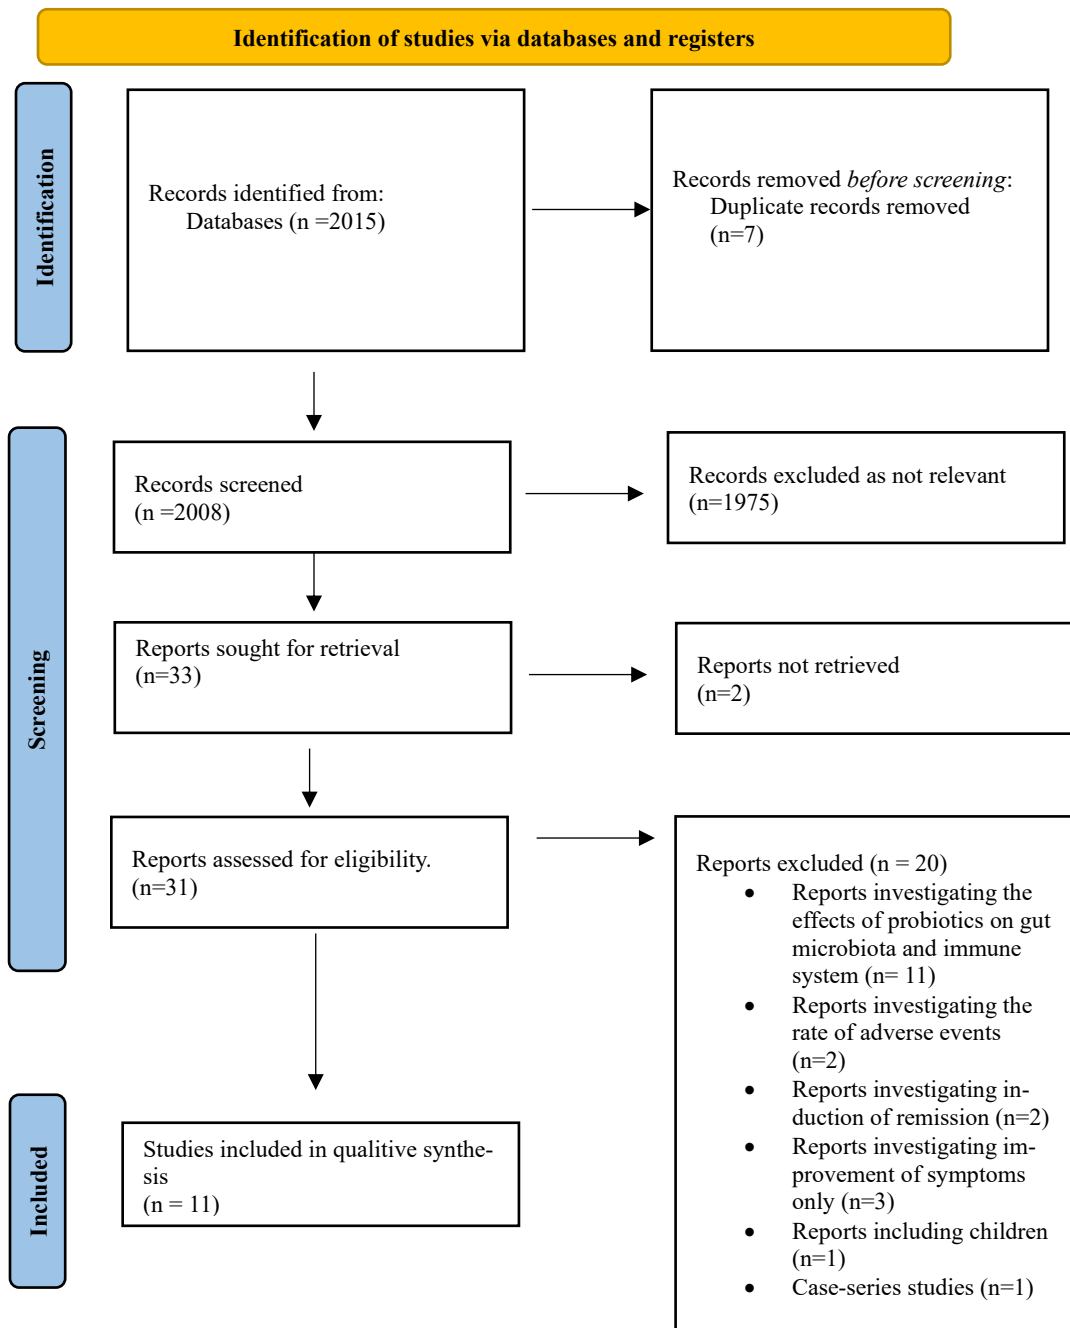 Identification of studies via databases and registers
Identification
Records identified from:
Databases (n =2015)
Records removed before screening:
Duplicate records removed
(n=7)
Screening
Records screened
(n =2008)
Records excluded as not relevant
(n=1975)
Reports sought for retrieval
(n=33)
Reports not retrieved
(n=2)
Reports assessed for eligibility.
(n=31)
Reports excluded (n = 20)
• Reports investigating the
effects of probiotics on gut
microbiota and immune
system (n= 11)
• Reports investigating the
rate of adverse events
(n=2)
• Reports investigating in-
duction of remission (n=2)
• Reports investigating im-
provement of symptoms
only (n=3)
• Reports including children
(n=1)
• Case-series studies (n=1)
Included
Studies included in qualitive synthe-
sis
(n = 11)